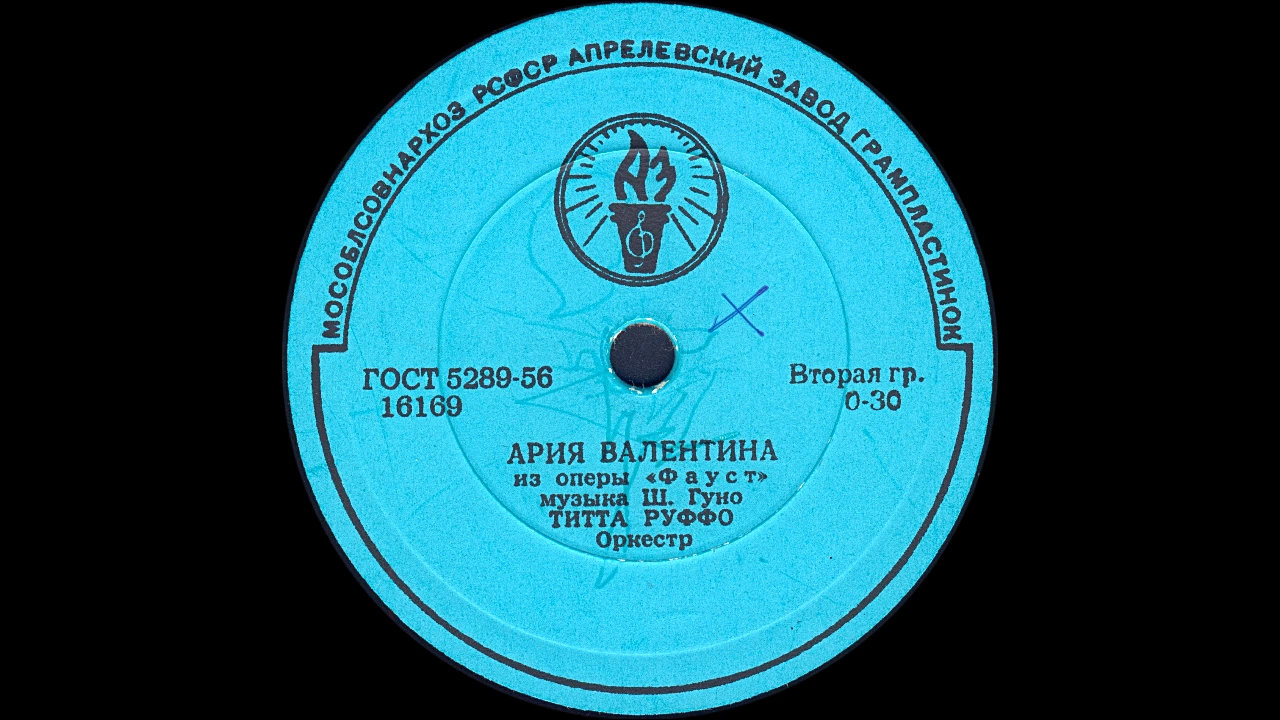 МОСОБЛСОВНАРХОЗ РСФСР АПРЕЛЕВСКИЙ ЗАВОД ГРАМПЛАСТИНОК
АЗ
ГОСТ 5289-56
16169
Вторая гр.
0-30
АРИЯ ВАЛЕНТИНА
из оперы «Фауст»
музыка Ш. Гуно
ТИТТА РУФФО
Оркестр